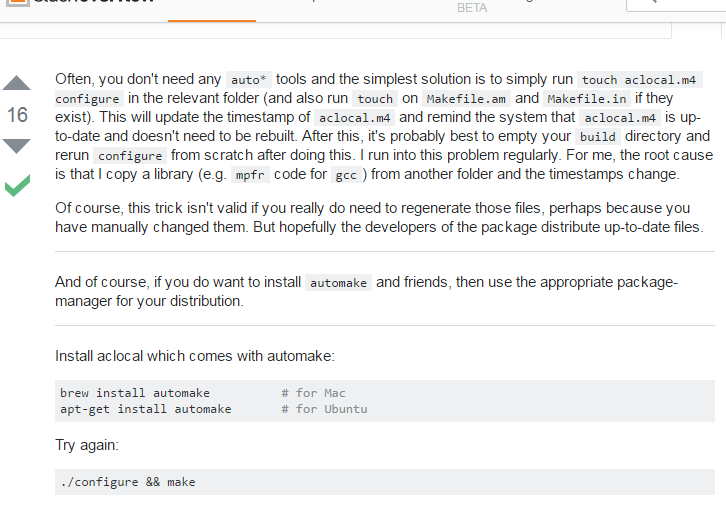 BETA
Often, you don't need any auto* tools and the simplest solution is to simply run touch aclocal.m4
configure in the relevant folder (and also run touch on Makefile.am and Makefile.in if they
exist). This will update the timestamp of aclocal.m4 and remind the system that aclocal.m4 is up-
16
to-date and doesn't need to be rebuilt. After this, it's probably best to empty your build directory and
rerun configure from scratch after doing this. I run into this problem regularly. For me, the root cause
is that I copy a library (e.g. mpfr code for gcc ) from another folder and the timestamps change.
Of course, this trick isn't valid if you really do need to regenerate those files, perhaps because you
have manually changed them. But hopefully the developers of the package distribute up-to-date files.
And of course, if you do want to install automake and friends, then use the appropriate package-
manager for your distribution.
Install aclocal which comes with automake:
brew install automake # for Mac
apt-get install automake # for Ubuntu
Try again:
./configure && make